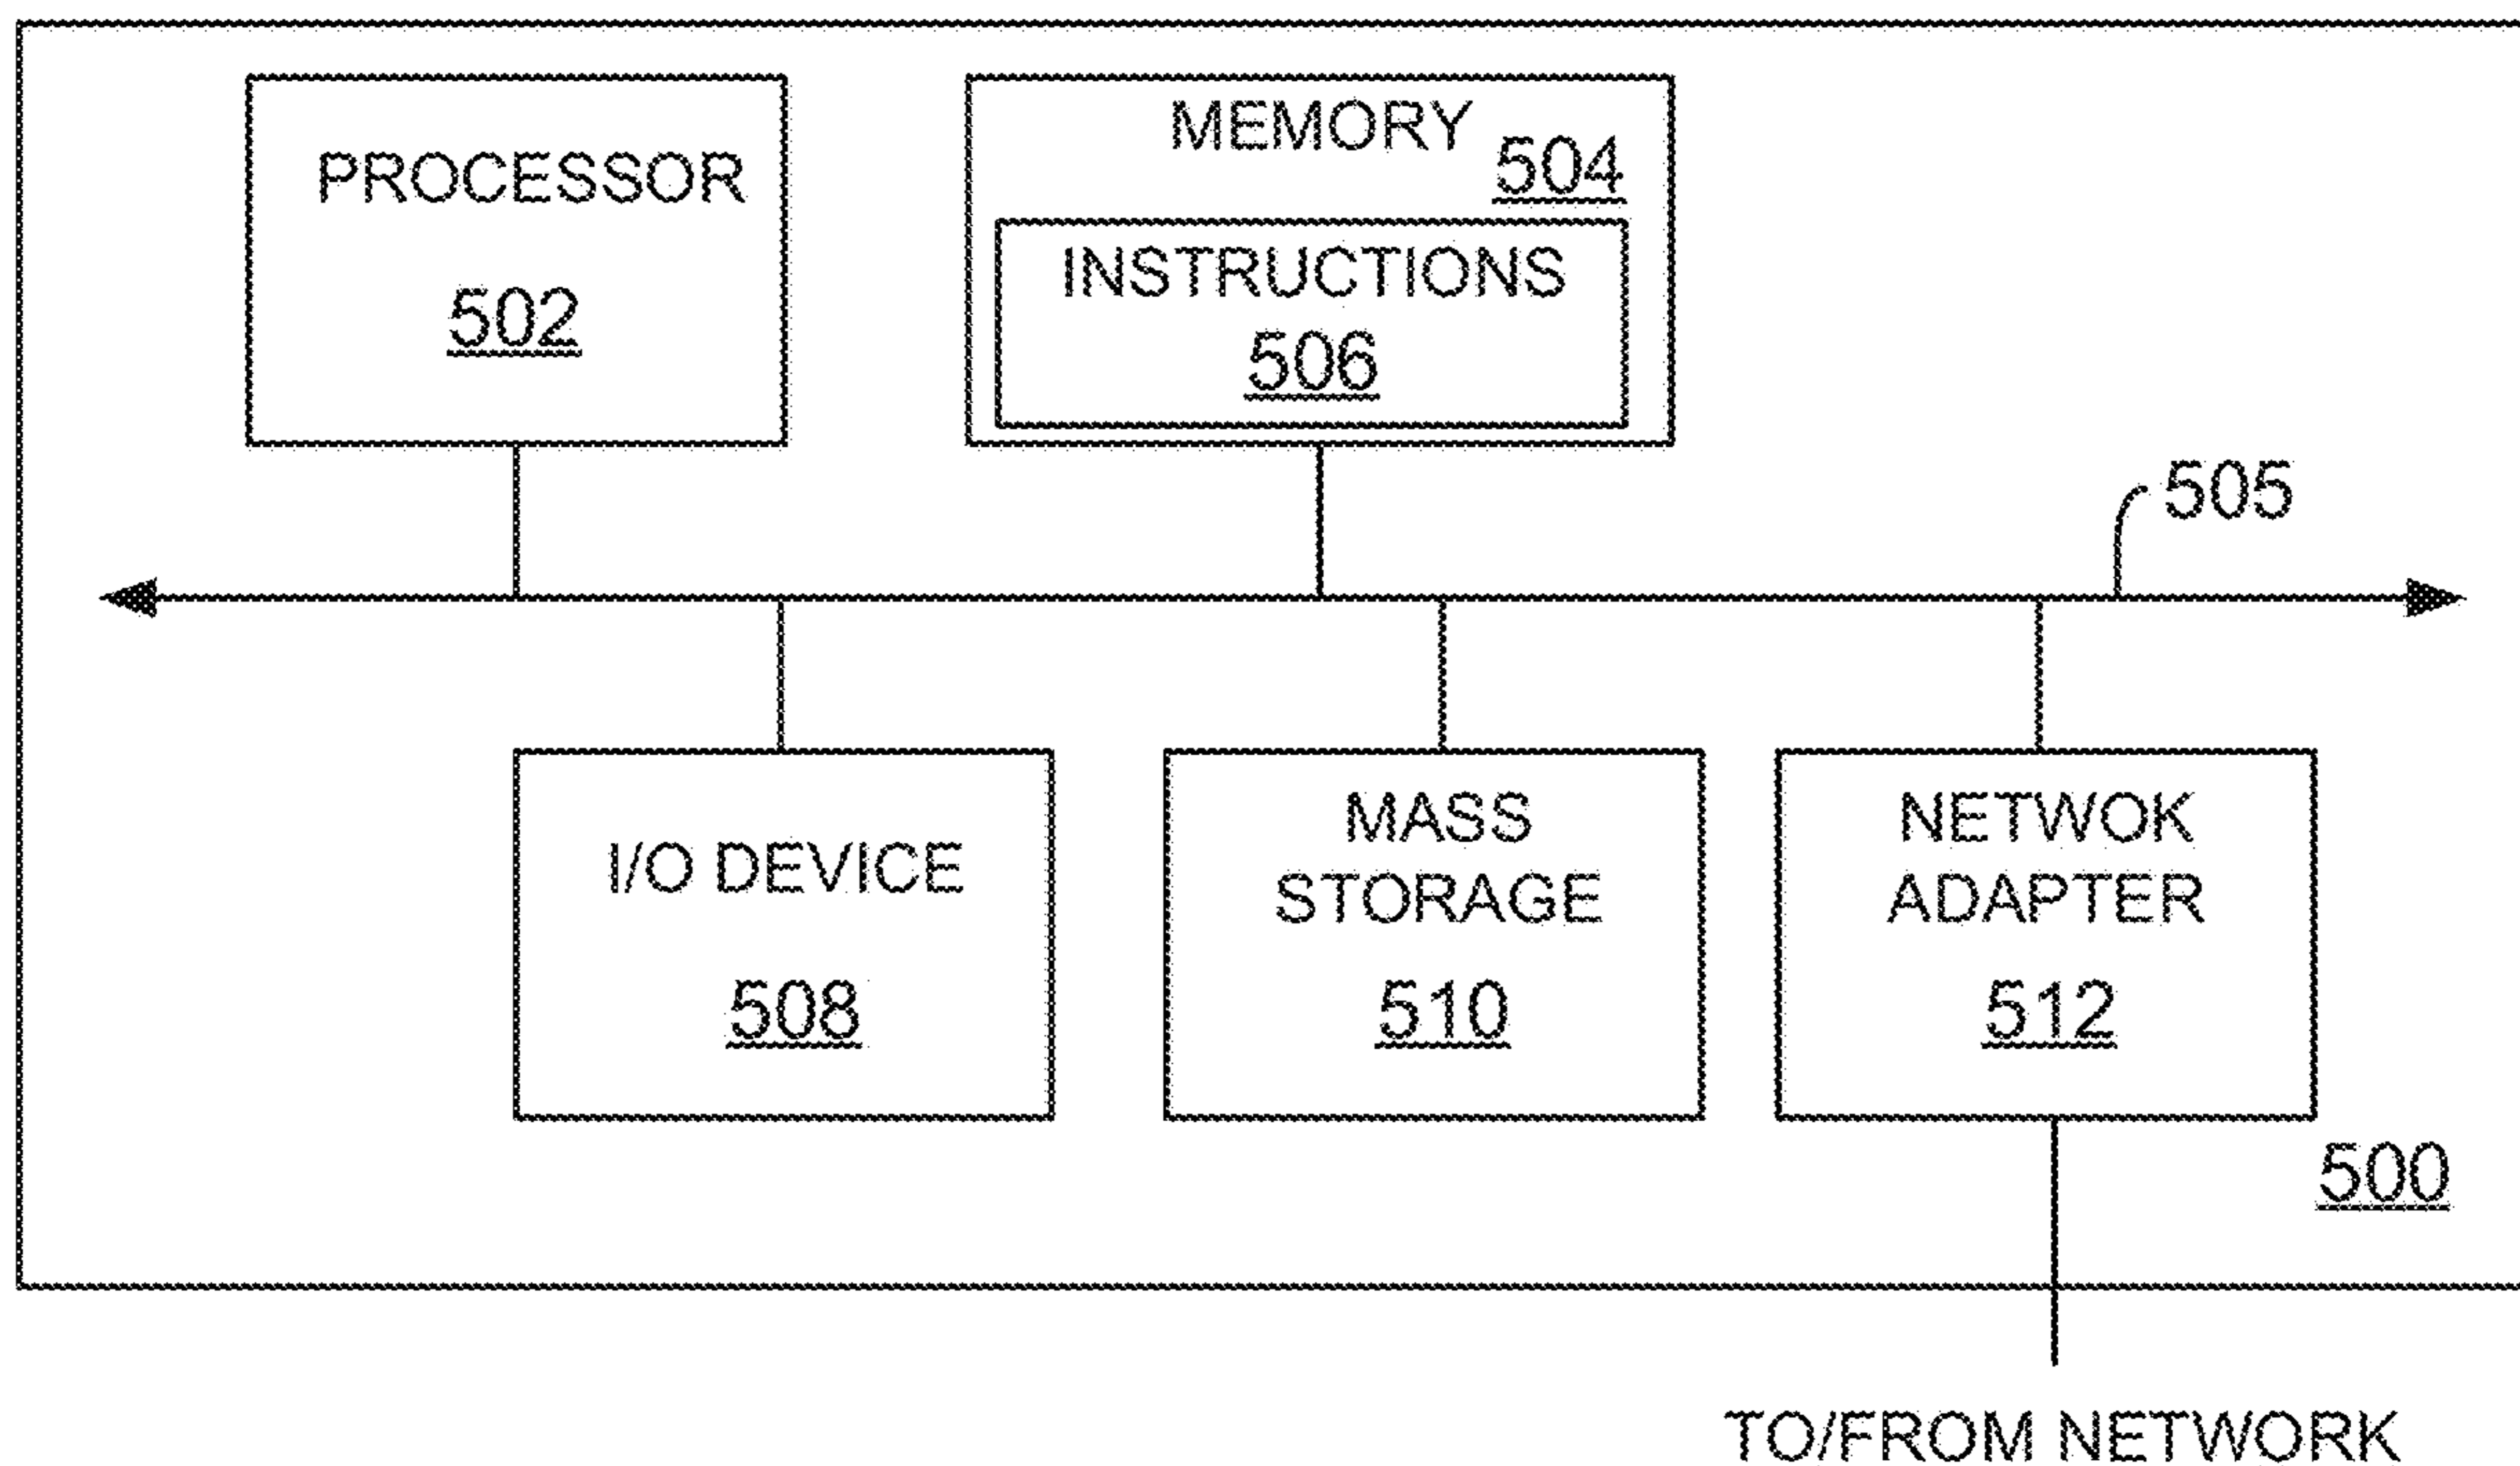 PROCESSOR
502
MEMORY
504
INSTRUCTIONS
506
505
I/O DEVICE
508
MASS
STORAGE
510
NETWOK
ADAPTER
512
500
TO/FROM NETWORK